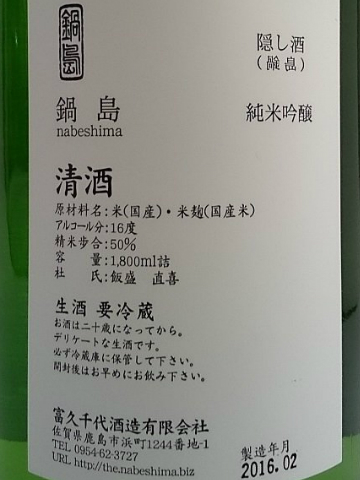 鍋島
隠し酒
(鍋島)
鍋島
nabeshima
純米吟醸
清酒
原材料名：米(国産)・米麹(国産米)
アルコール分：16度
精米歩合：50%
容　　量：1,800ml詰
杜　　氏：飯盛　直喜
生酒 要冷蔵
お酒は二十歳になってから。
デリケートな生酒です。
必ず冷蔵庫に保管して下さい。
開封後はお早めにお飲み下さい。
富久千代酒造有限会社
佐賀県鹿島市浜町1244番地-1
TEL 0954-62-3727
URL http://the.nabeshima.biz
製造年月
2016.02